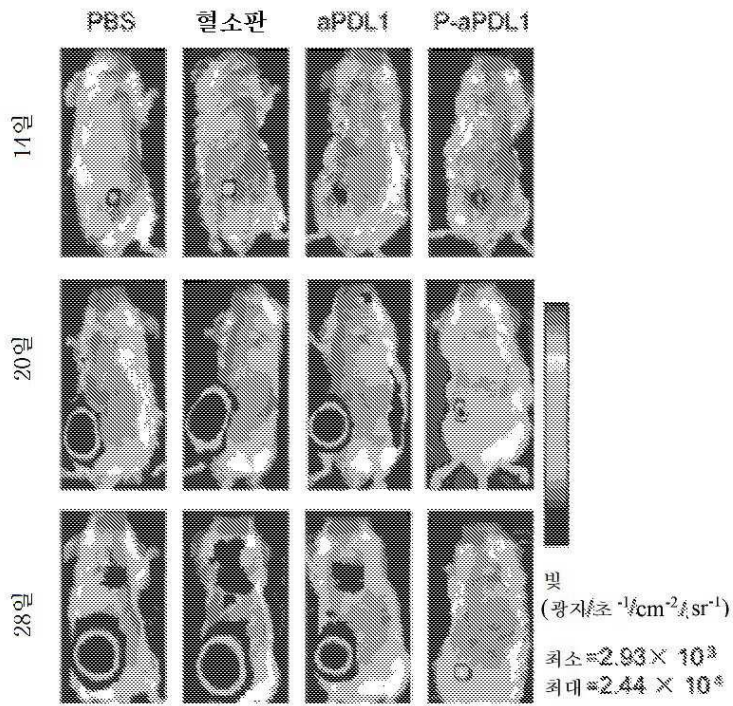 PBS 혈소판 aPDL1 P-aPDL1
14일
20일
28일
빛
(광자/초⁻¹/cm⁻²/sr⁻¹)
최소=2.93× 10³
최대=2.44 × 10⁴